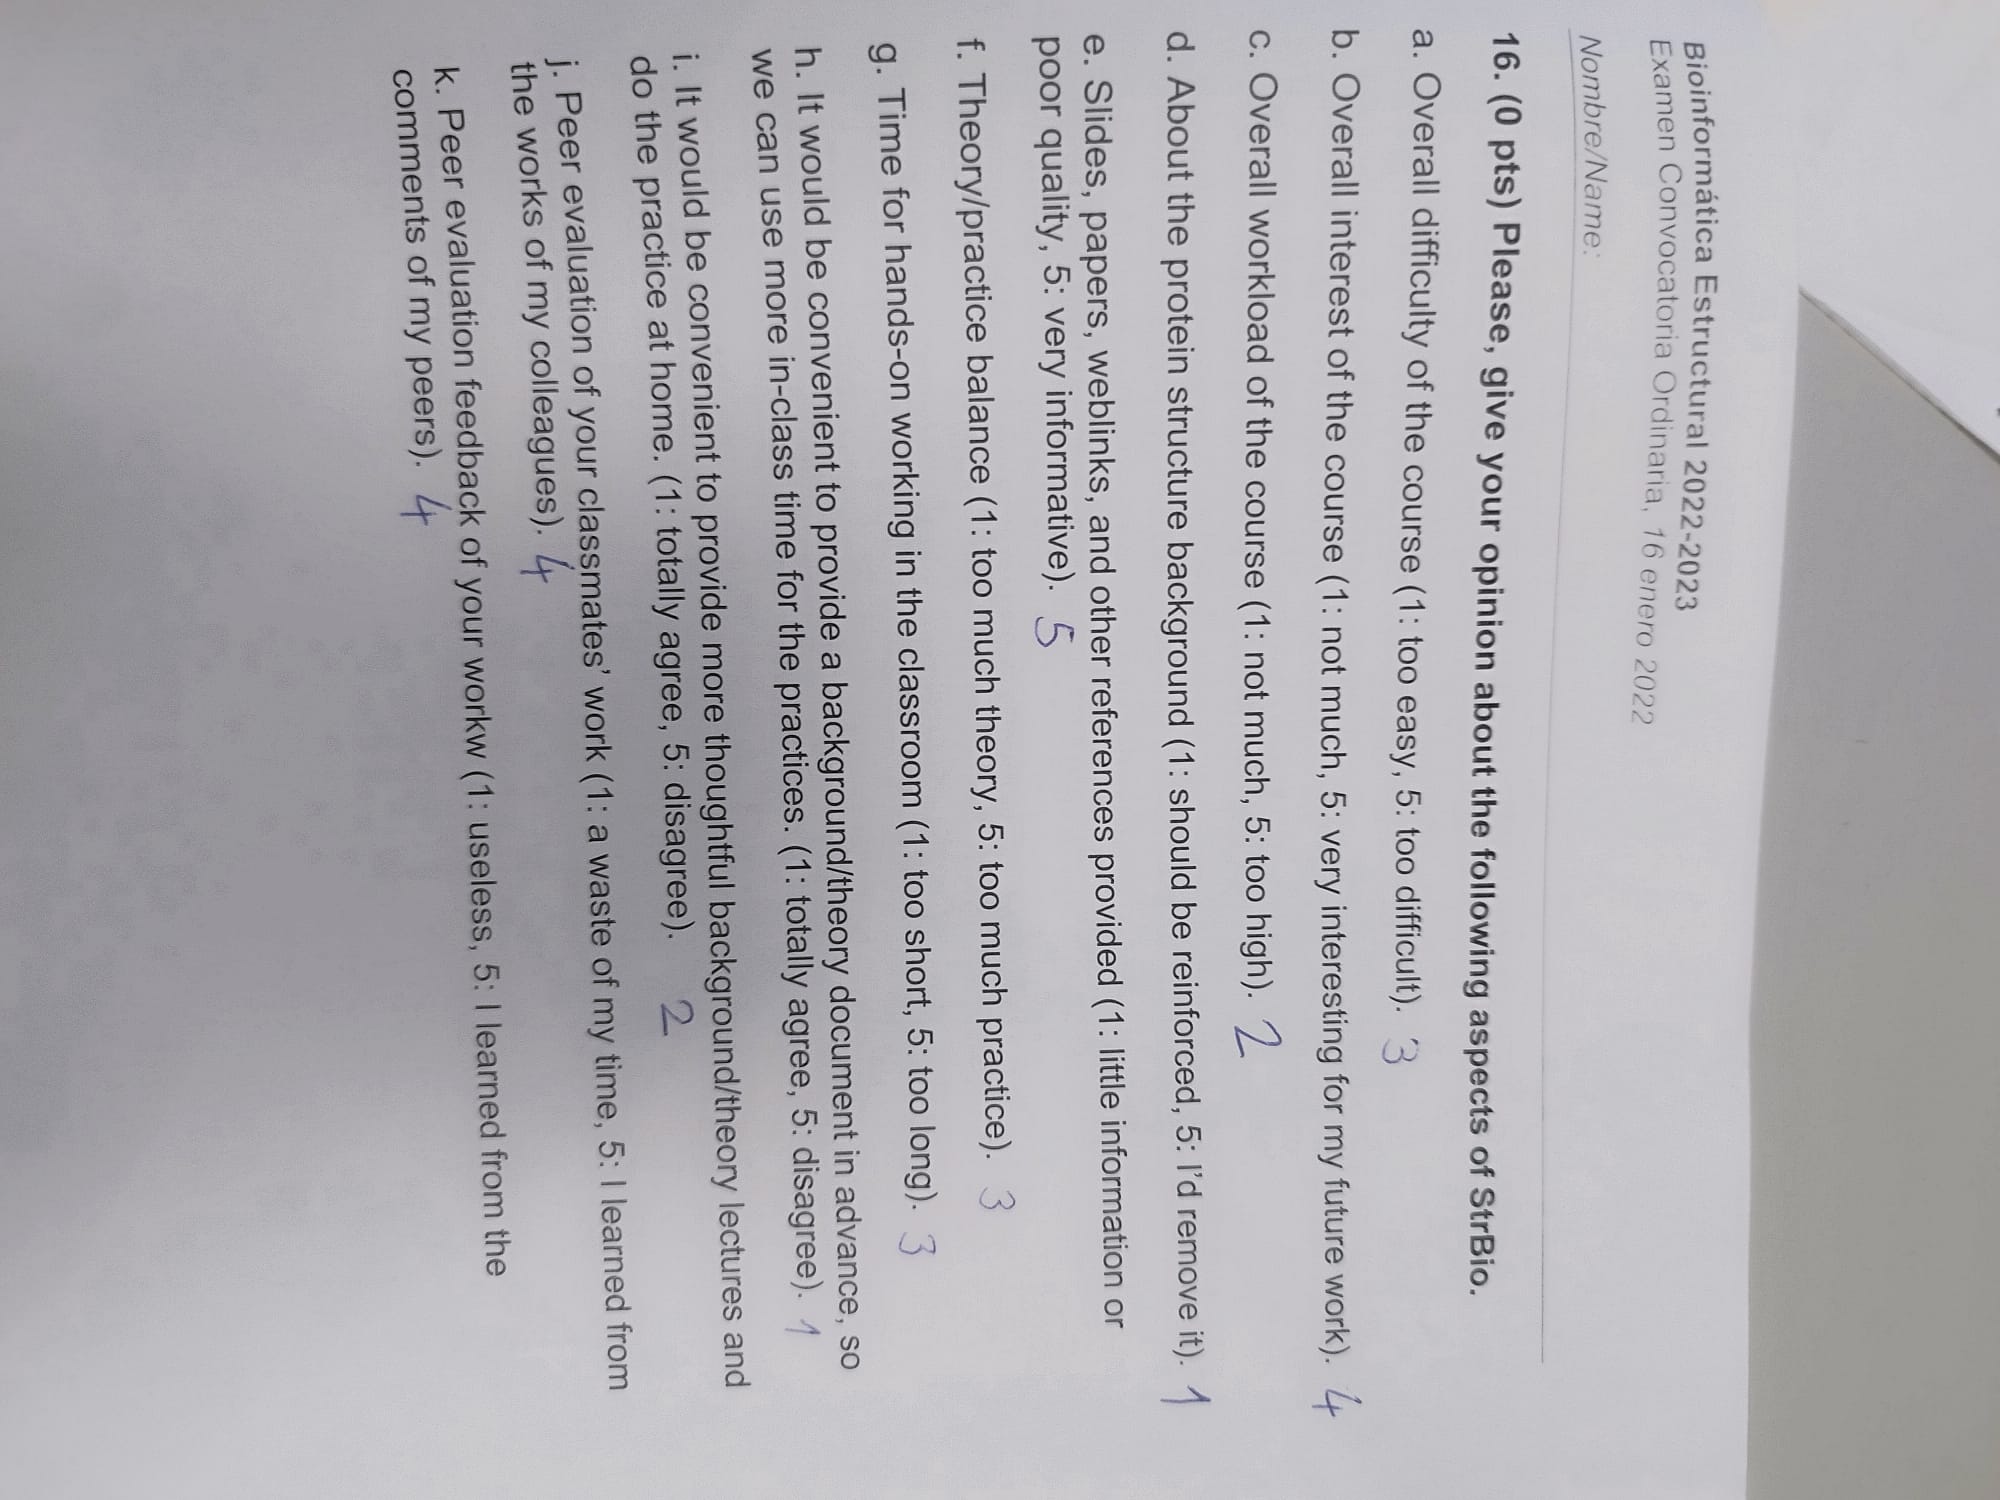 Bioinformática Estructural 2022-2023
Examen Convocatoria Ordinaria, 16 enero 2022
Nombre/Name:
16. (0 pts) Please, give your opinion about the following aspects of StrBio.
a. Overall difficulty of the course (1: too easy, 5: too difficult). 3
b. Overall interest of the course (1: not much, 5: very interesting for my future work). 4
c. Overall workload of the course (1: not much, 5: too high). 2
d. About the protein structure background (1: should be reinforced, 5: I'd remove it). 1
e. Slides, papers, weblinks, and other references provided (1: little information or
poor quality, 5: very informative). 5
f. Theory/practice balance (1: too much theory, 5: too much practice). 3
g. Time for hands-on working in the classroom (1: too short, 5: too long). 3
h. It would be convenient to provide a background/theory document in advance, so
we can use more in-class time for the practices. (1: totally agree, 5: disagree). 1
i. It would be convenient to provide more thoughtful background/theory lectures and
do the practice at home. (1: totally agree, 5: disagree). 2
j. Peer evaluation of your classmates' work (1: a waste of my time, 5: I learned from
the works of my colleagues). 4
k. Peer evaluation feedback of your workw (1: useless, 5: I learned from the
comments of my peers). 4